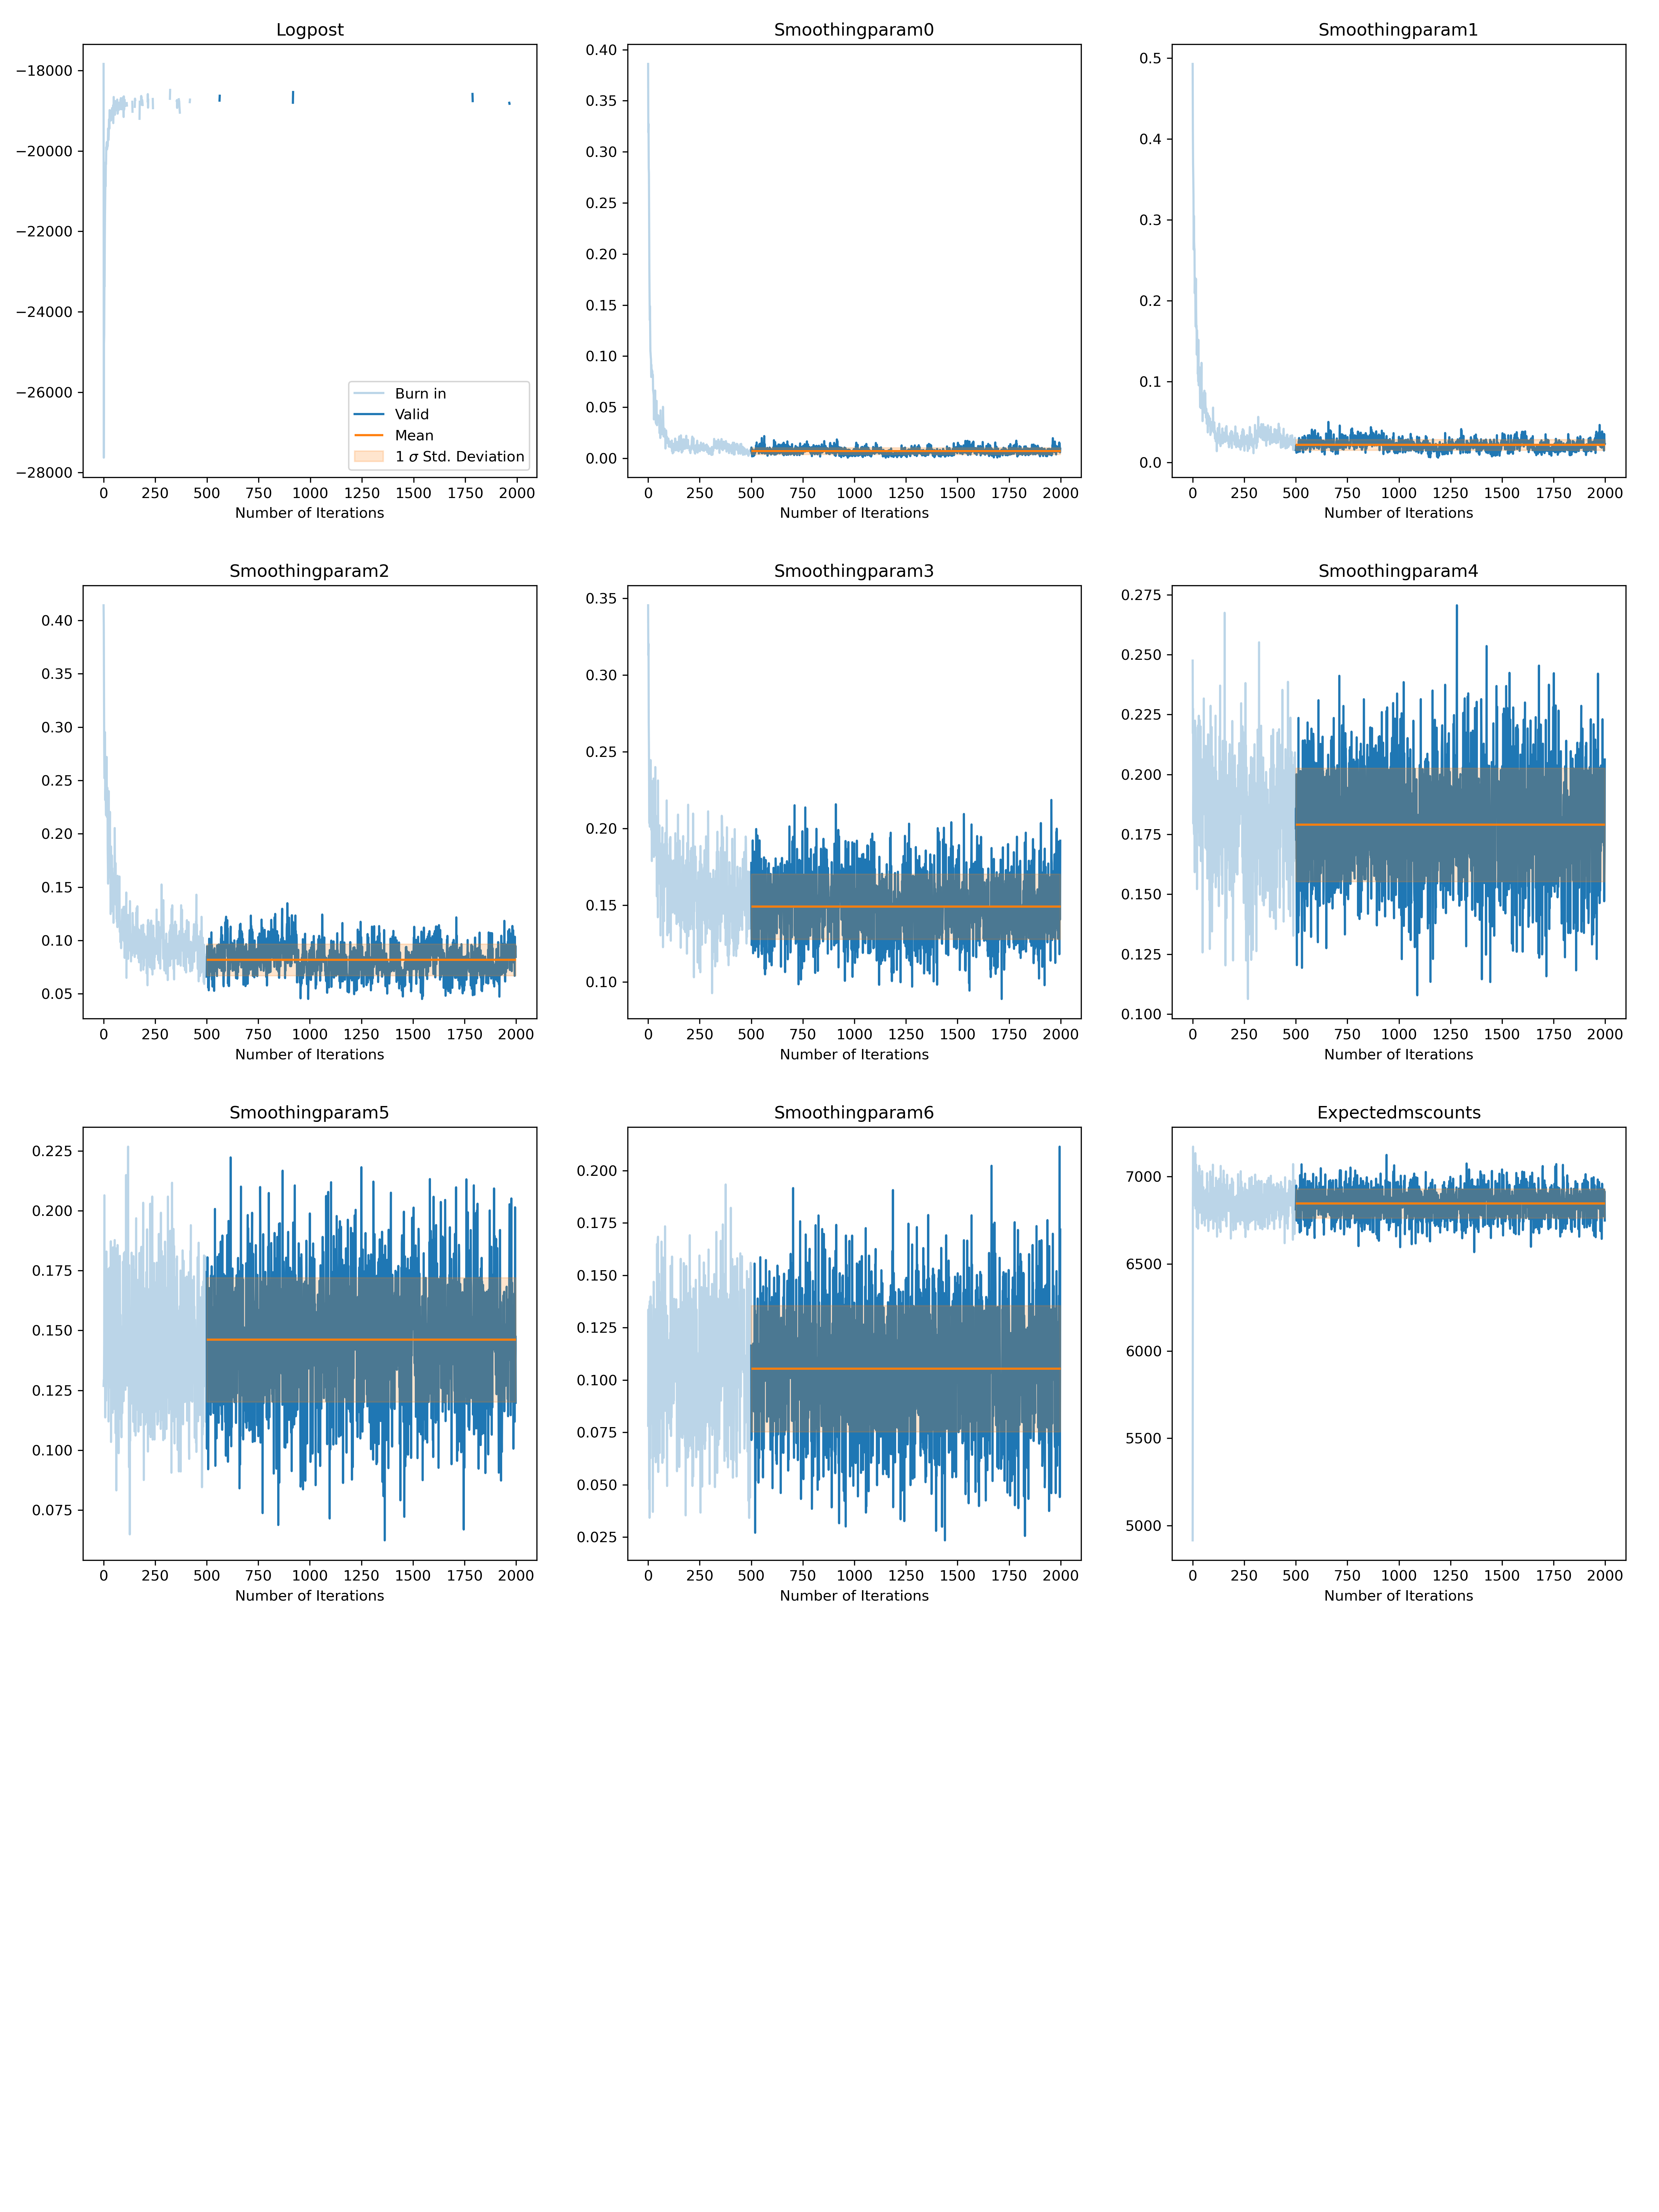 Logpost
−18000
−20000
−22000
−24000
−26000
−28000
Burn in
Valid
Mean
1 σ Std. Deviation
0 250 500 750 1000 1250 1500 1750 2000
Number of Iterations
Smoothingparam0
0.40
0.35
0.30
0.25
0.20
0.15
0.10
0.05
0.00
0 250 500 750 1000 1250 1500 1750 2000
Number of Iterations
Smoothingparam1
0.5
0.4
0.3
0.2
0.1
0.0
0 250 500 750 1000 1250 1500 1750 2000
Number of Iterations
Smoothingparam2
0.40
0.35
0.30
0.25
0.20
0.15
0.10
0.05
0 250 500 750 1000 1250 1500 1750 2000
Number of Iterations
Smoothingparam3
0.35
0.30
0.25
0.20
0.15
0.10
0 250 500 750 1000 1250 1500 1750 2000
Number of Iterations
Smoothingparam4
0.275
0.250
0.225
0.200
0.175
0.150
0.125
0.100
0 250 500 750 1000 1250 1500 1750 2000
Number of Iterations
Smoothingparam5
0.225
0.200
0.175
0.150
0.125
0.100
0.075
0 250 500 750 1000 1250 1500 1750 2000
Number of Iterations
Smoothingparam6
0.200
0.175
0.150
0.125
0.100
0.075
0.050
0.025
0 250 500 750 1000 1250 1500 1750 2000
Number of Iterations
Expectedmscounts
7000
6500
6000
5500
5000
0 250 500 750 1000 1250 1500 1750 2000
Number of Iterations